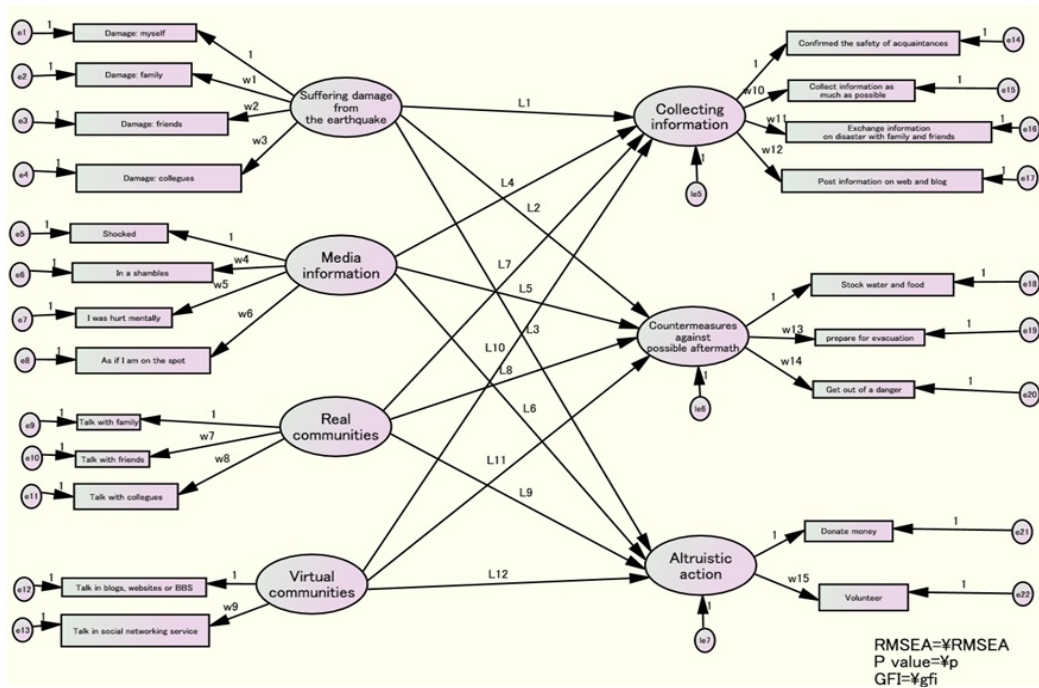 e1
1
Damage: myself
e2
1
Damage: family
e3
1
Damage: friends
e4
1
Damage: collegues
1
w1
w2
w3
Suffering damage
from
the earthquake
e5
1
Shocked
e6
1
In a shambles
e7
1
I was hurt mentally
e8
1
As if I am on the spot
1
w4
w5
w6
Media
information
e9
1
Talk with family
e10
1
Talk with friends
e11
1
Talk with collegues
1
w7
w8
Real
communities
e12
1
Talk in blogs, websites or BBS
e13
1
Talk in social networking service
1
w9
Virtual
communities
L1
L4
L2
L7
L5
L3
L10
L8
L6
L11
L9
L12
Collecting
information
1
le5
1
w10
w11
w12
Confirmed the safety of acquaintances
1
e14
Collect information as
much as possible
1
e15
Exchange information
on disaster with family and friends
1
e16
Post information on web and blog
1
e17
Countermeasures
against
possible aftermath
1
le6
1
w13
w14
Stock water and food
1
e18
prepare for evacuation
1
e19
Get out of a danger
1
e20
Altruistic
action
1
le7
1
w15
Donate money
1
e21
Volunteer
1
e22
RMSEA=¥RMSEA
P value=¥p
GFI=¥gfi